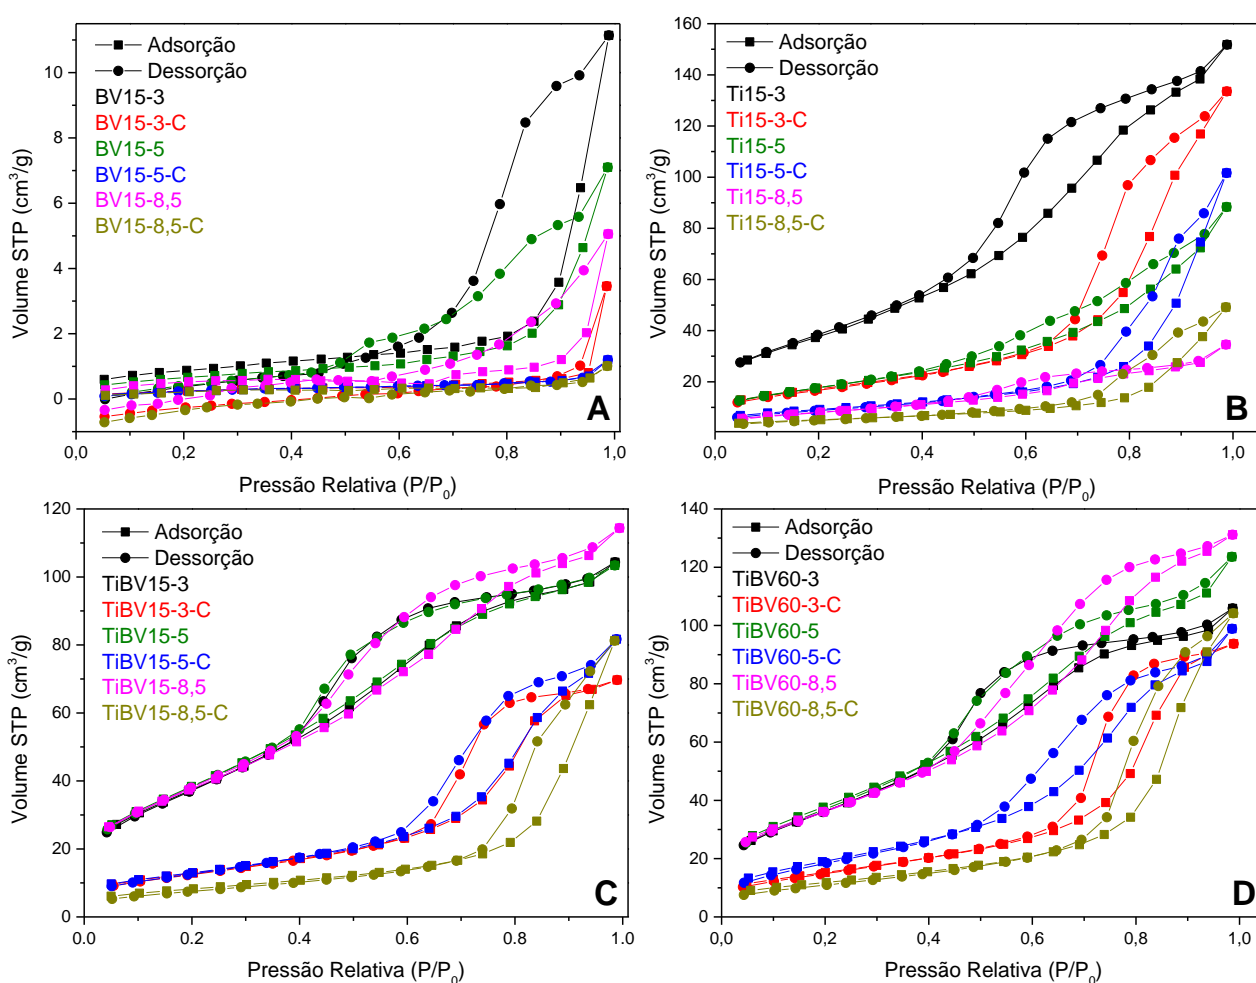 Adsorção
Dessorção
BV15-3
BV15-3-C
BV15-5
BV15-5-C
BV15-8,5
BV15-8,5-C
Volume STP (cm³/g)
10
8
6
4
2
0
0,0 0,2 0,4 0,6 0,8 1,0
Pressão Relativa (P/P₀)
A
Adsorção
Dessorção
Ti15-3
Ti15-3-C
Ti15-5
Ti15-5-C
Ti15-8,5
Ti15-8,5-C
Volume STP (cm³/g)
160
140
120
100
80
60
40
20
0,0 0,2 0,4 0,6 0,8 1,0
Pressão Relativa (P/P₀)
B
Adsorção
Dessorção
TiBV15-3
TiBV15-3-C
TiBV15-5
TiBV15-5-C
TiBV15-8,5
TiBV15-8,5-C
Volume STP (cm³/g)
120
100
80
60
40
20
0
0.0 0.2 0.4 0.6 0.8 1.0
Pressão Relativa (P/P₀)
C
Adsorção
Dessorção
TiBV60-3
TiBV60-3-C
TiBV60-5
TiBV60-5-C
TiBV60-8,5
TiBV60-8,5-C
Volume STP (cm³/g)
140
120
100
80
60
40
20
0
0,0 0,2 0,4 0,6 0,8 1,0
Pressão Relativa (P/P₀)
D